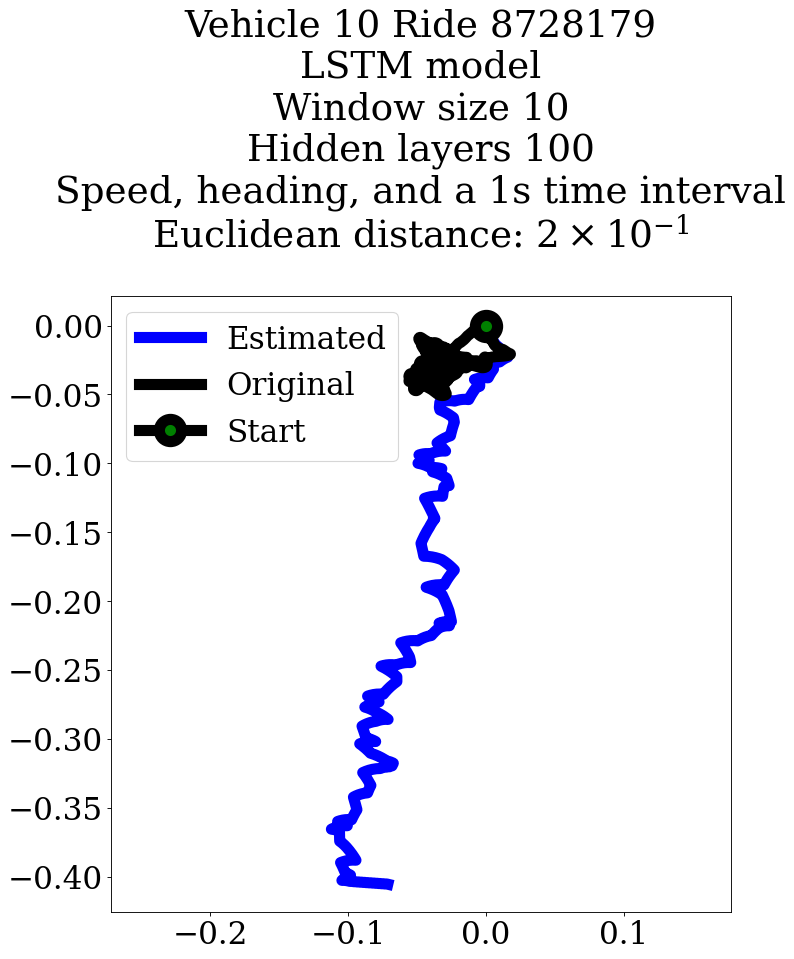 Vehicle 10 Ride 8728179
LSTM model
Window size 10
Hidden layers 100
Speed, heading, and a 1s time interval
Euclidean distance: 2 × 10⁻¹
Estimated
Original
Start
0.00
−0.05
−0.10
−0.15
−0.20
−0.25
−0.30
−0.35
−0.40
−0.2
−0.1
0.0
0.1